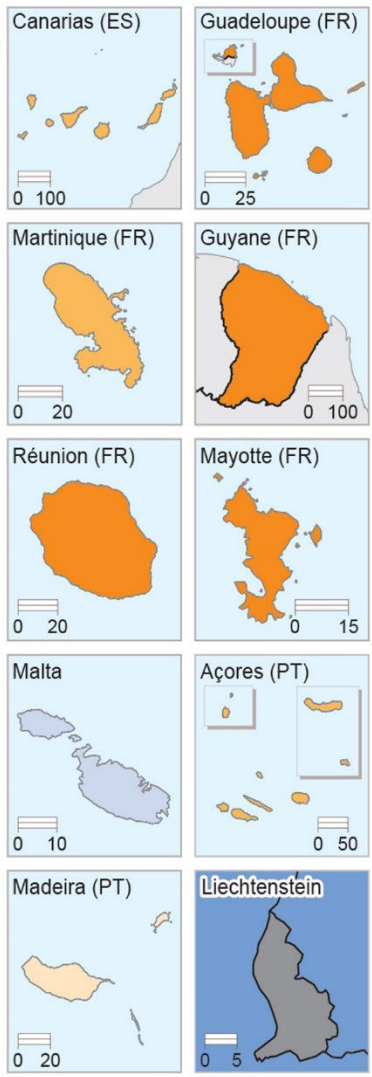 Canarias (ES)
0 100
Guadeloupe (FR)
0 25
Martinique (FR)
0 20
Guyane (FR)
0 100
Réunion (FR)
0 20
Mayotte (FR)
0 15
Malta
0 10
Açores (PT)
0 50
Madeira (PT)
0 20
Liechtenstein
0 5